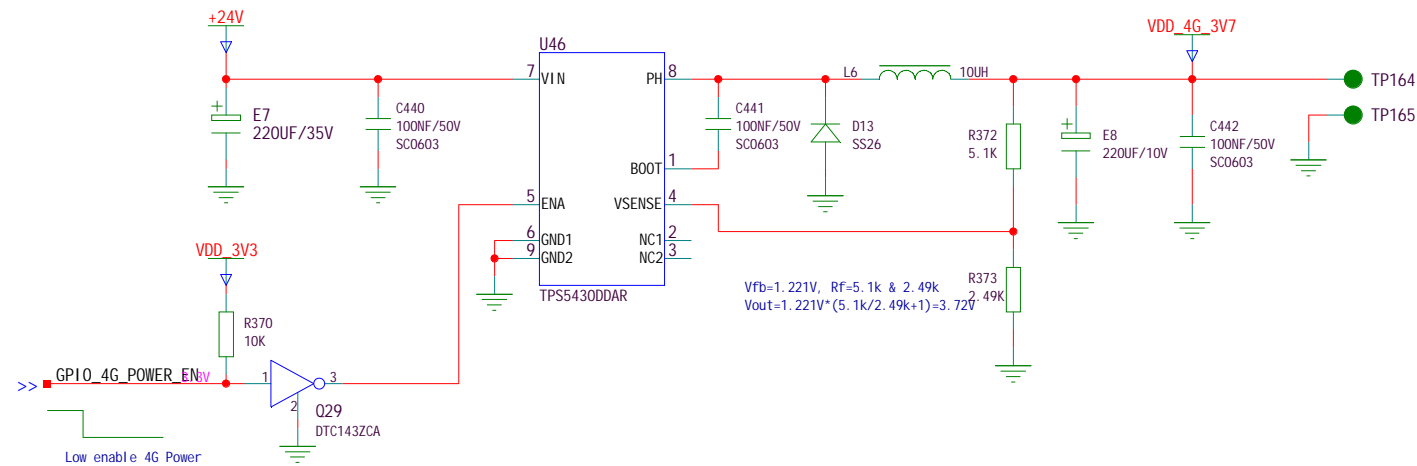 +24V
U46
VDD_4G_3V7
7
VIN
PH
8
L6
10UH
TP164
E7
220UF/35V
C440
100NF/50V
SC0603
C441
100NF/50V
SC0603
D13
SS26
R372
5.1K
E8
220UF/10V
C442
100NF/50V
SC0603
TP165
BOOT
1
5
ENA
VSENSE
4
6
GND1
NC1
2
9
GND2
NC2
3
TPS5430DDAR
VDD_3V3
R370
10K
Vfb=1.221V, Rf=5.1k & 2.49k
Vout=1.221V*(5.1k/2.49k+1)=3.72V
R373
2.49K
>>
GPIO_4G_POWER_EN
1
3
2
Q29
DTC143ZCA
Low enable 4G Power